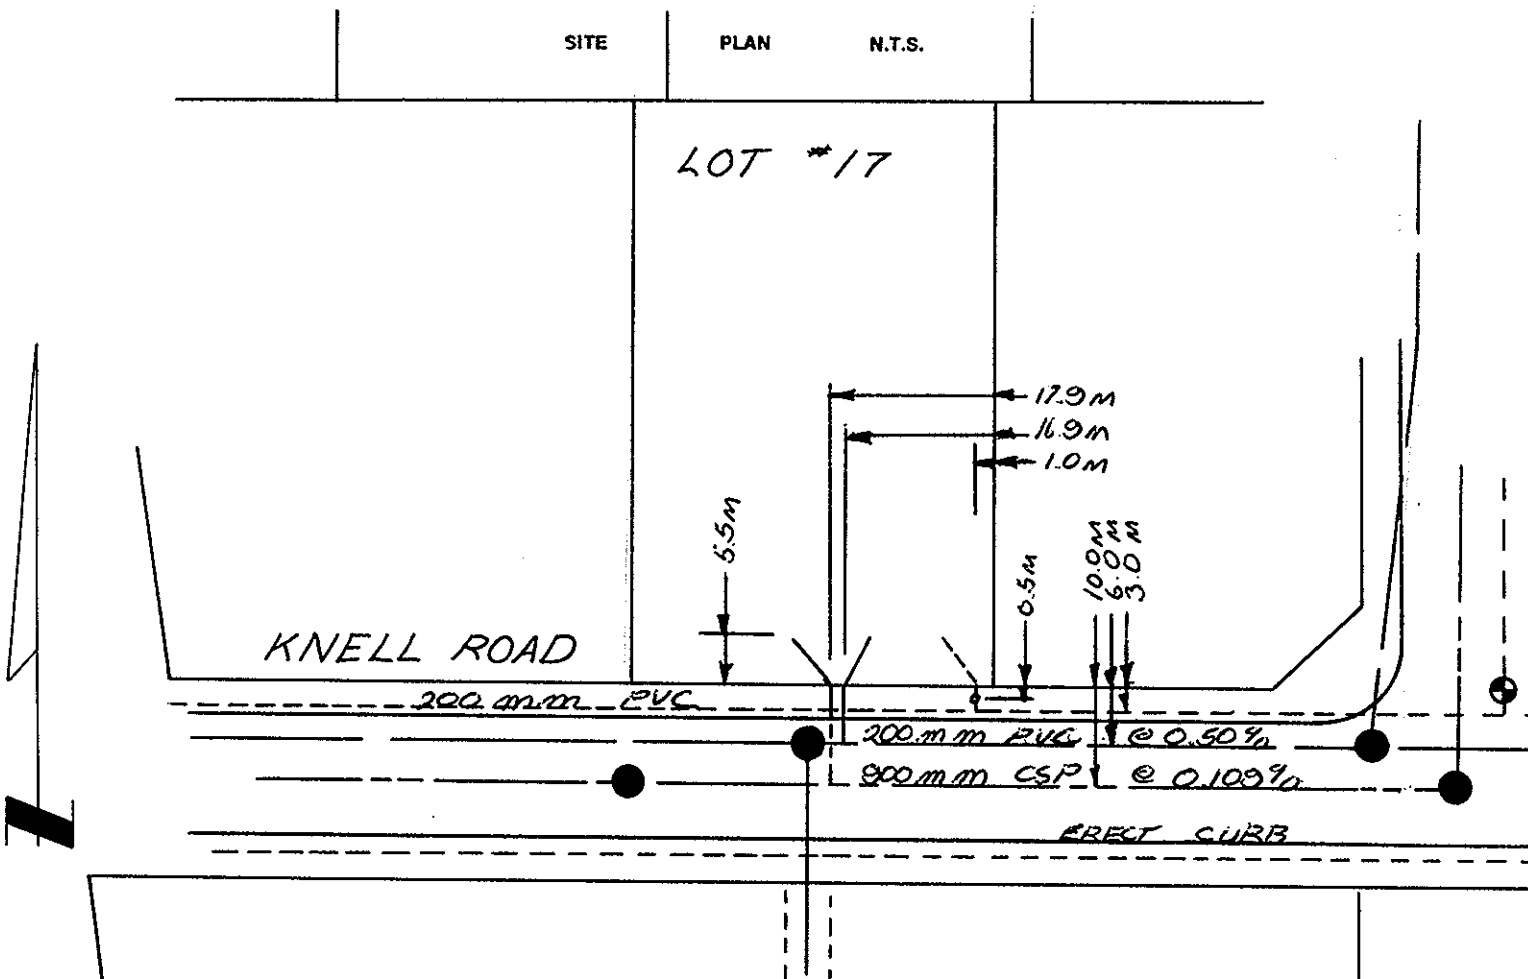 SITE PLAN N.T.S.
LOT #17
17.9m
16.9m
1.0m
5.5m
0.5m
10.0m
6.0m
3.0m
KNELL ROAD
200 mm PVC
200 mm PVC @ 0.50%
900 mm CSP @ 0.109%
ERECT CURB